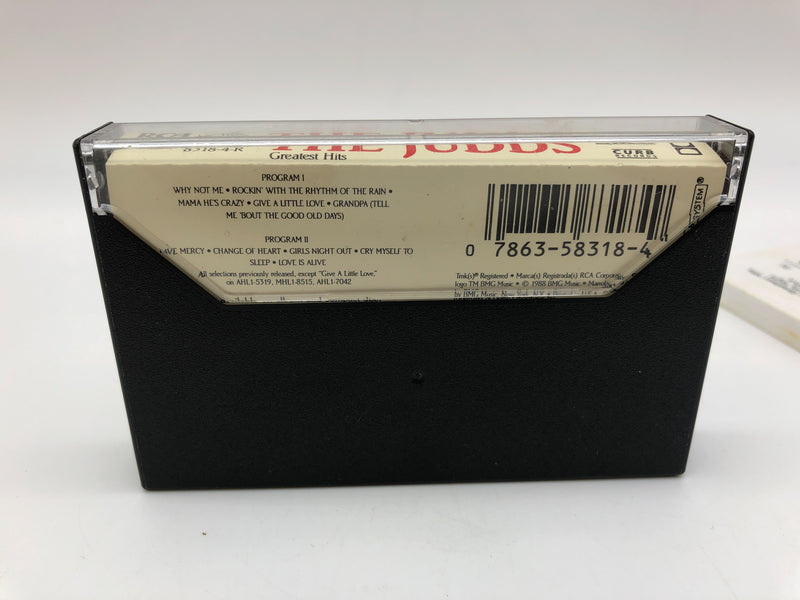 RCA
8318-4-R
THE JUDDS
Greatest Hits
CURB
RECORDS
PROGRAM I
WHY NOT ME • ROCKIN' WITH THE RHYTHM OF THE RAIN •
MAMA HE'S CRAZY • GIVE A LITTLE LOVE • GRANDPA (TELL
ME 'BOUT THE GOOD OLD DAYS)
PROGRAM II
AVE MERCY • CHANGE OF HEART • GIRLS NIGHT OUT • CRY MYSELF TO
SLEEP • LOVE IS ALIVE
All selections previously released, except "Give A Little Love,"
on AHL1-5319, MHL1-8515, AHL1-7042
SYSTEM®
0 7863-58318-4
Tmk(s)® Registered • Marca(s) Registrada(s) RCA Corpor
logo TM BMG Music • © 1988 BMG Music •
by BMG Music, New York, N.Y. •